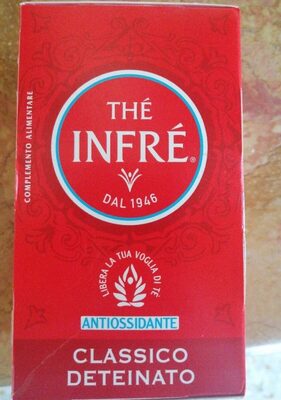 COMPLEMENTO ALIMENTARE
THÉ
INFRÉ®
DAL 1946
LIBERA LA TUA VOGLIA DI TÈ
ANTIOSSIDANTE
CLASSICO
DETEINATO